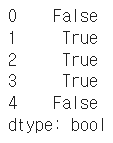 0    False
1     True
2     True
3     True
4    False
dtype: bool